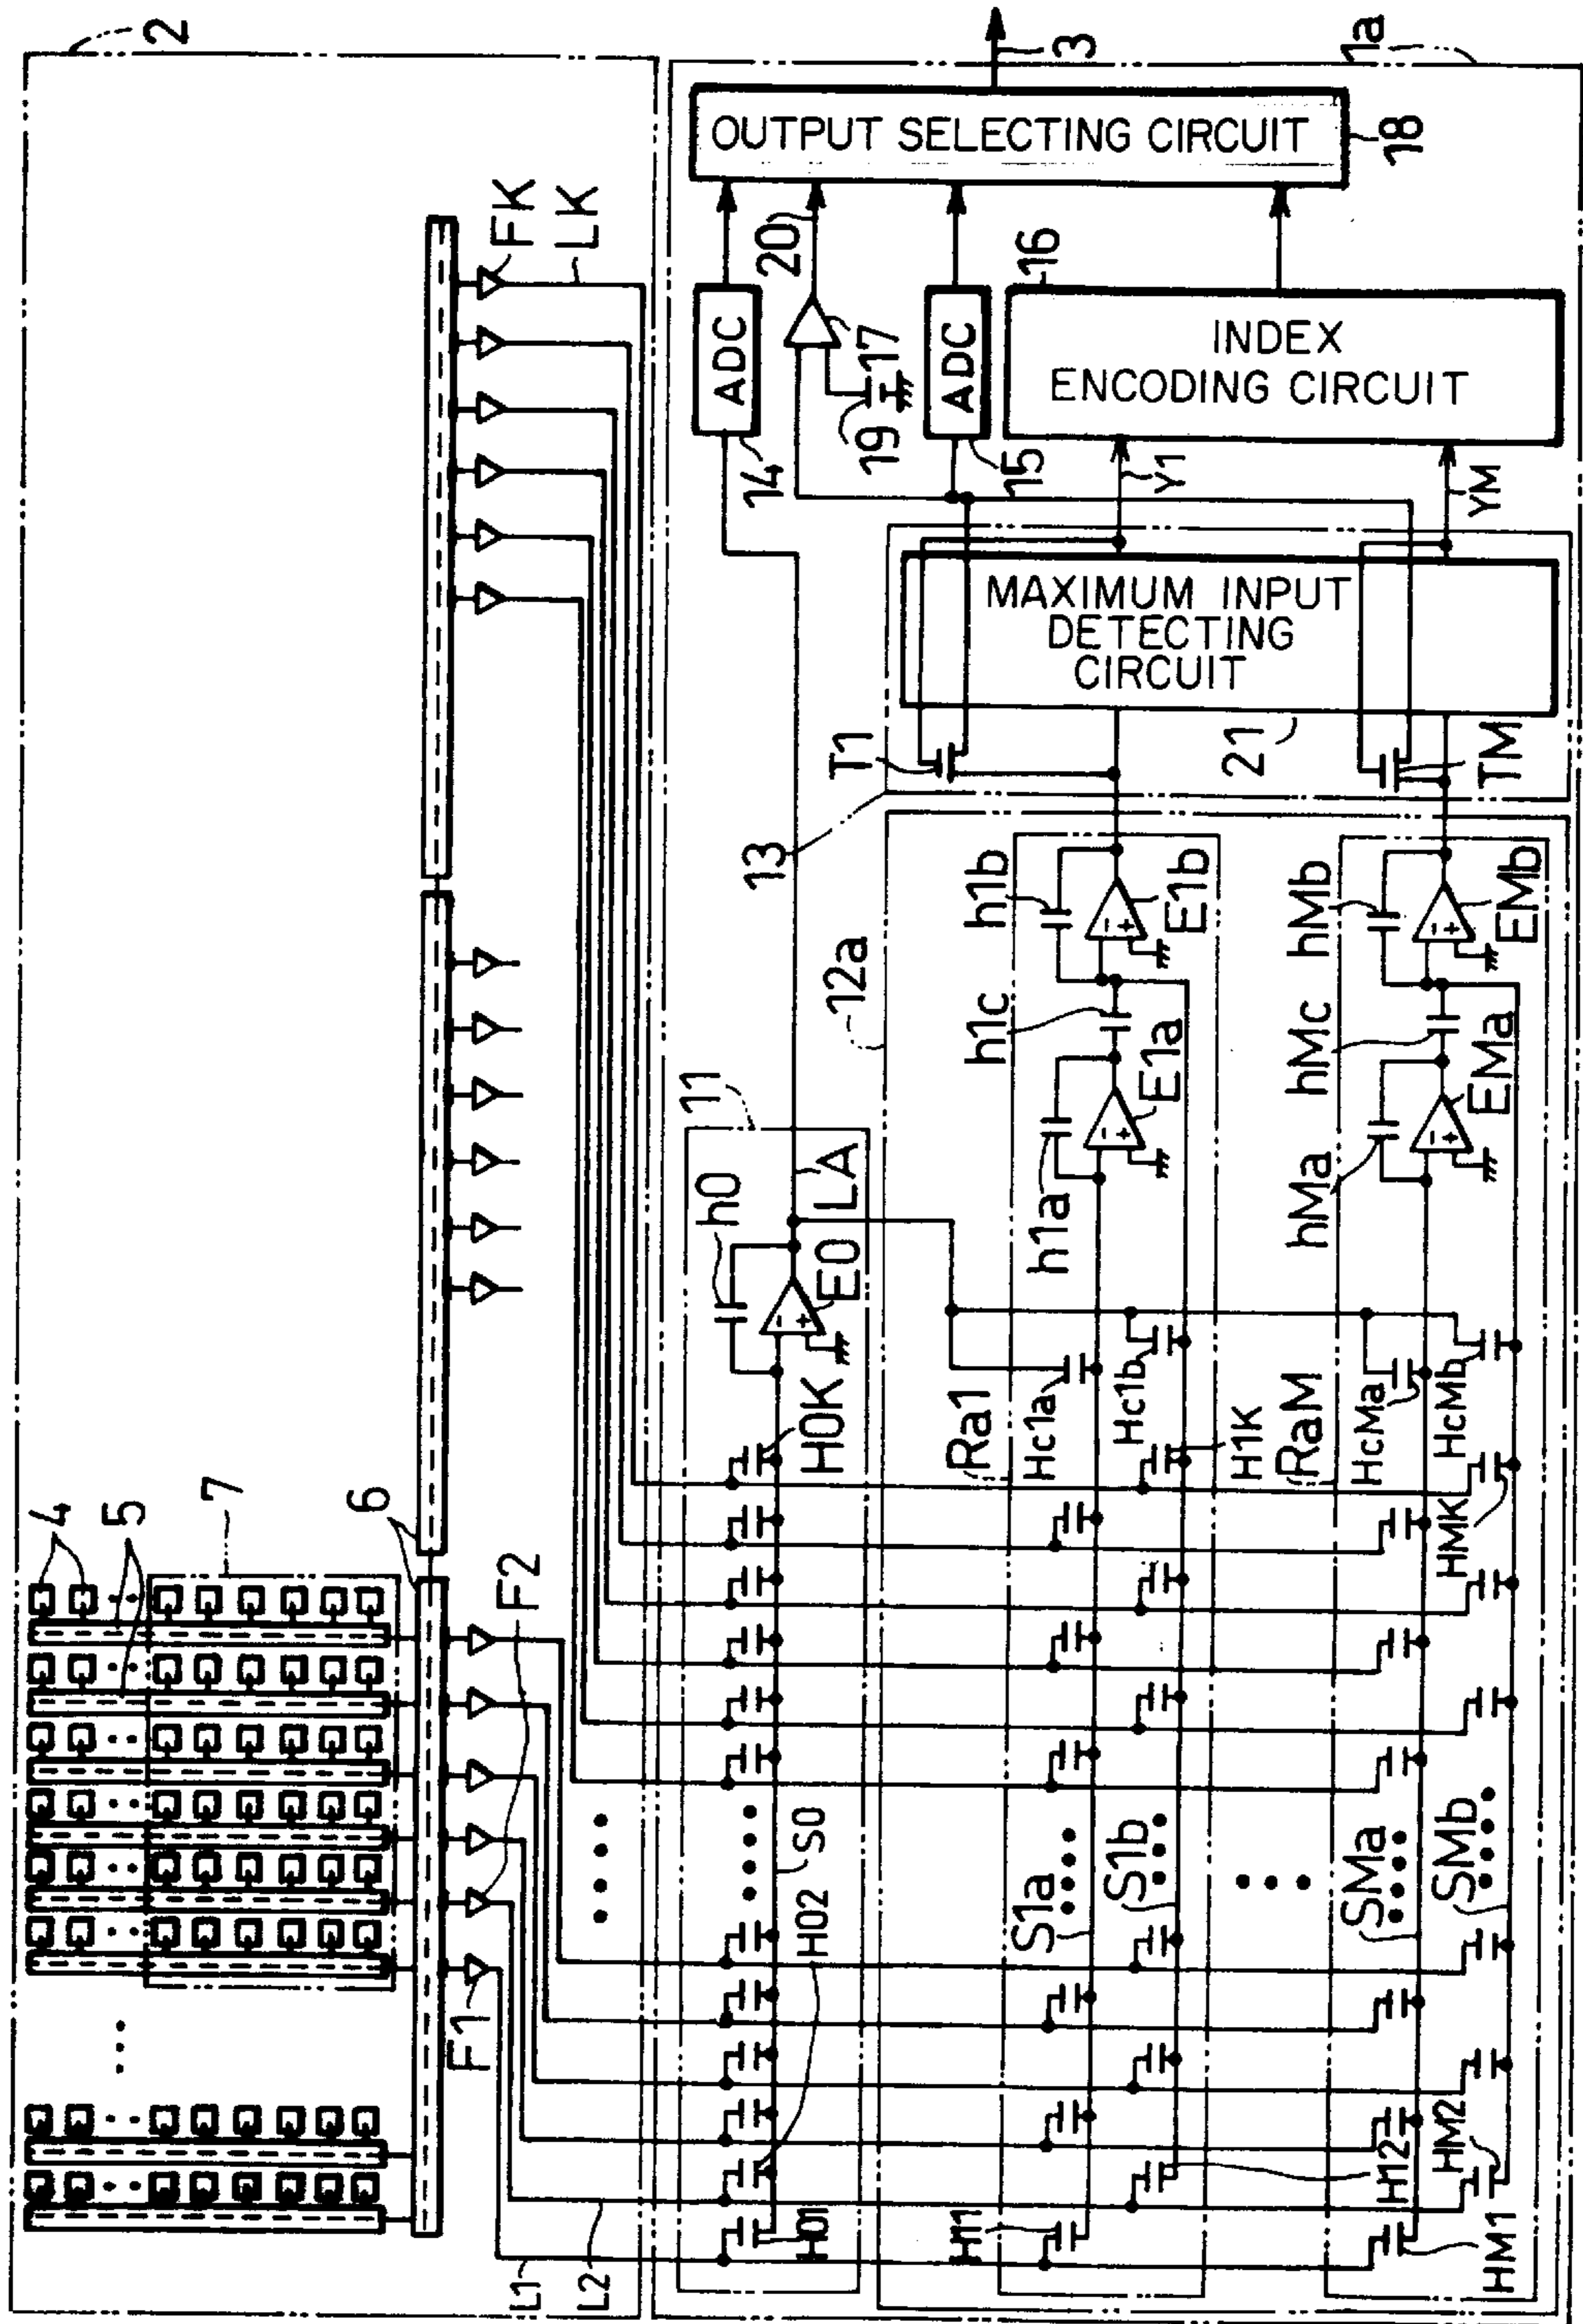 2
4
5
7
6
F1
F2
FK
LK
L1
L2
11
h0
LA
E0
H0K
S0
H02
H01
14
ADC
20
17
19
ADC
15
OUTPUT SELECTING CIRCUIT
18
3
1a
16
INDEX
ENCODING CIRCUIT
Y1
YM
13
T1
MAXIMUM INPUT
DETECTING
CIRCUIT
21
TM
12a
h1b
h1c
E1b
h1a
E1a
Ra1
Hc1a
Hc1b
H1K
S1a
S1b
H11
H12
hMb
hMc
EMb
hMa
EMa
RaM
HcMa
HcMb
HMK
SMa
SMb
HM2
HM1